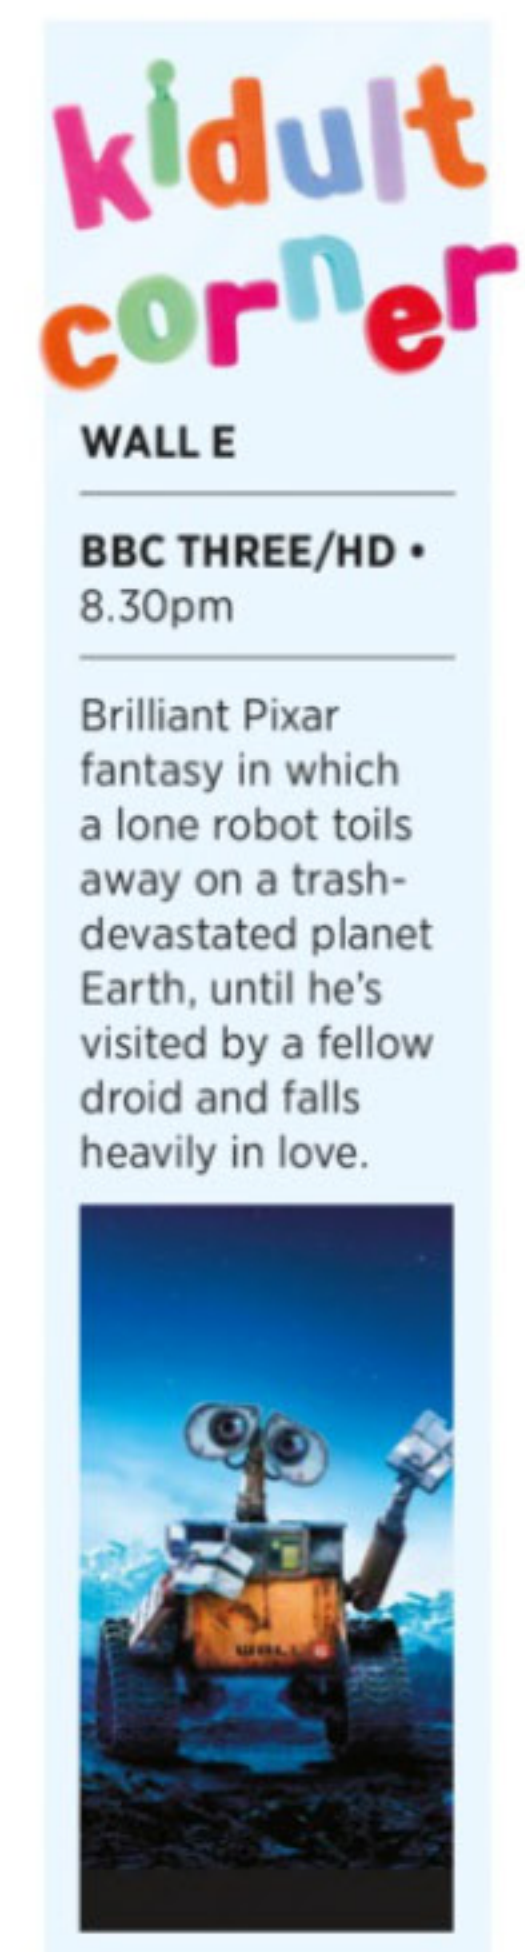 kidult
corner
WALL E
BBC THREE/HD •
8.30pm
Brilliant Pixar
fantasy in which
a lone robot toils
away on a trash-
devastated planet
Earth, until he's
visited by a fellow
droid and falls
heavily in love.
WALL•E